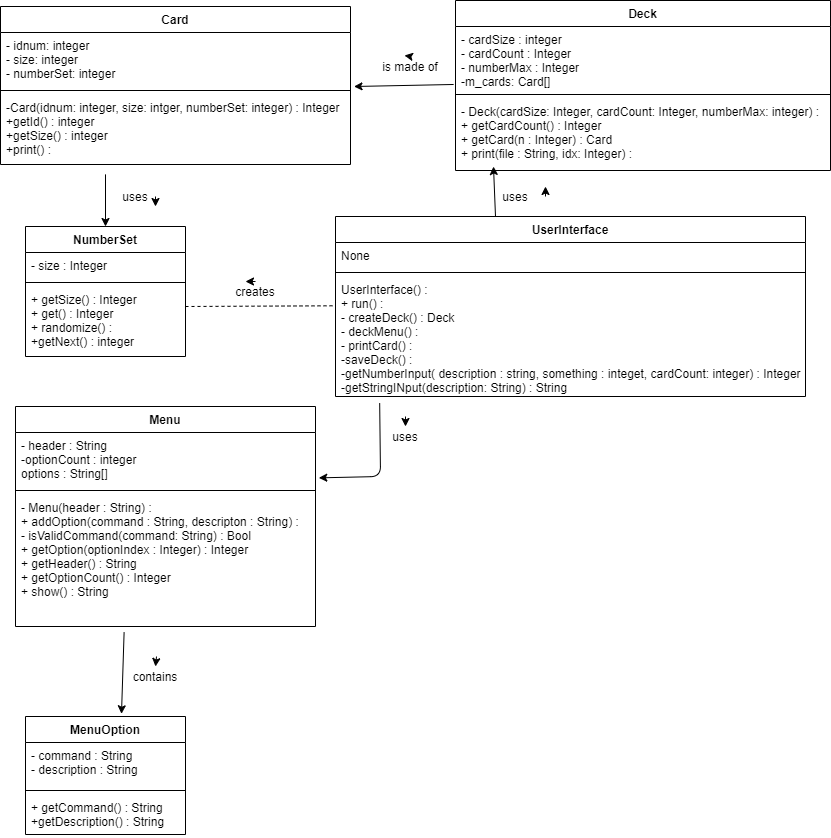 Card
- idnum: integer
- size: integer
- numberSet: integer
-Card(idnum: integer, size: intger, numberSet: integer) : Integer
+getId() : integer
+getSize() : integer
+print() :
Deck
- cardSize : integer
- cardCount : Integer
- numberMax : Integer
-m_cards: Card[]
- Deck(cardSize: Integer, cardCount: Integer, numberMax: integer) :
+ getCardCount() : Integer
+ getCard(n : Integer) : Card
+ print(file : String, idx: Integer) :
is made of
uses
uses
NumberSet
- size : Integer
+ getSize() : Integer
+ get() : Integer
+ randomize() :
+getNext() : integer
creates
UserInterface
None
UserInterface() :
+ run() :
- createDeck() : Deck
- deckMenu() :
- printCard() :
-saveDeck() :
-getNumberInput( description : string, something : integet, cardCount: integer) : Integer
-getStringINput(description: String) : String
uses
Menu
- header : String
-optionCount : integer
options : String[]
- Menu(header : String) :
+ addOption(command : String, descripton : String) :
- isValidCommand(command: String) : Bool
+ getOption(optionIndex : Integer) : Integer
+ getHeader() : String
+ getOptionCount() : Integer
+ show() : String
contains
MenuOption
- command : String
- description : String
+ getCommand() : String
+getDescription() : String